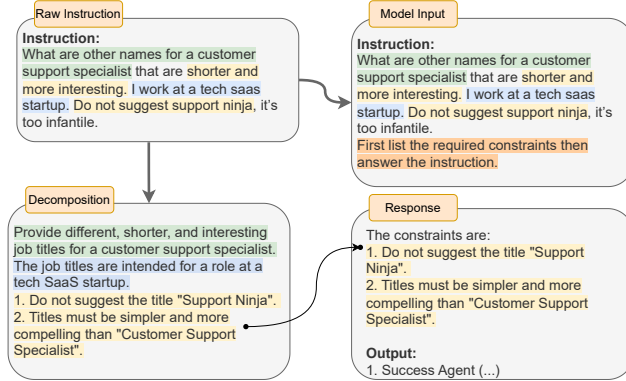 Raw Instruction
Instruction:
What are other names for a customer
support specialist that are shorter and
more interesting. I work at a tech saas
startup. Do not suggest support ninja, it's
too infantile.
Model Input
Instruction:
What are other names for a customer
support specialist that are shorter and
more interesting. I work at a tech saas
startup. Do not suggest support ninja, it's
too infantile.
First list the required constraints then
answer the instruction.
Decomposition
Provide different, shorter, and interesting
job titles for a customer support specialist.
The job titles are intended for a role at a
tech SaaS startup.
1. Do not suggest the title "Support Ninja".
2. Titles must be simpler and more
compelling than "Customer Support
Specialist".
Response
The constraints are:
1. Do not suggest the title "Support
Ninja".
2. Titles must be simpler and more
compelling than "Customer Support
Specialist".
Output:
1. Success Agent (...)